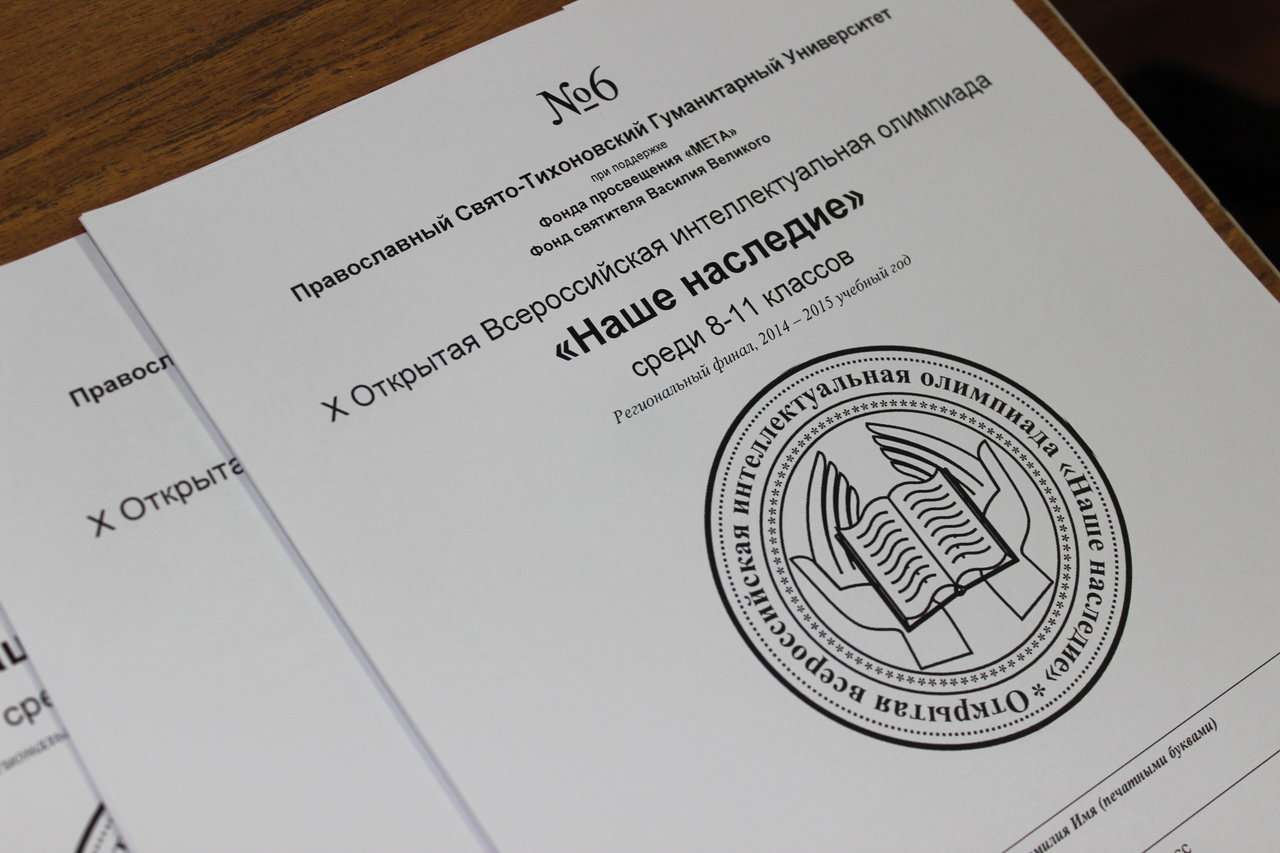 №6
Православный Свято-Тихоновский Гуманитарный Университет
при поддержке
Фонда просвещения «МЕТА»
Фонд святителя Василия Великого
X Открытая Всероссийская интеллектуальная олимпиада
«Наше наследие»
среди 8-11 классов
Региональный финал, 2014 – 2015 учебный год
Открытая всероссийская интеллектуальная олимпиада «Наше наследие» *
милия Имя (печатными буквами)
сс
Правосл
X Открыта
сре